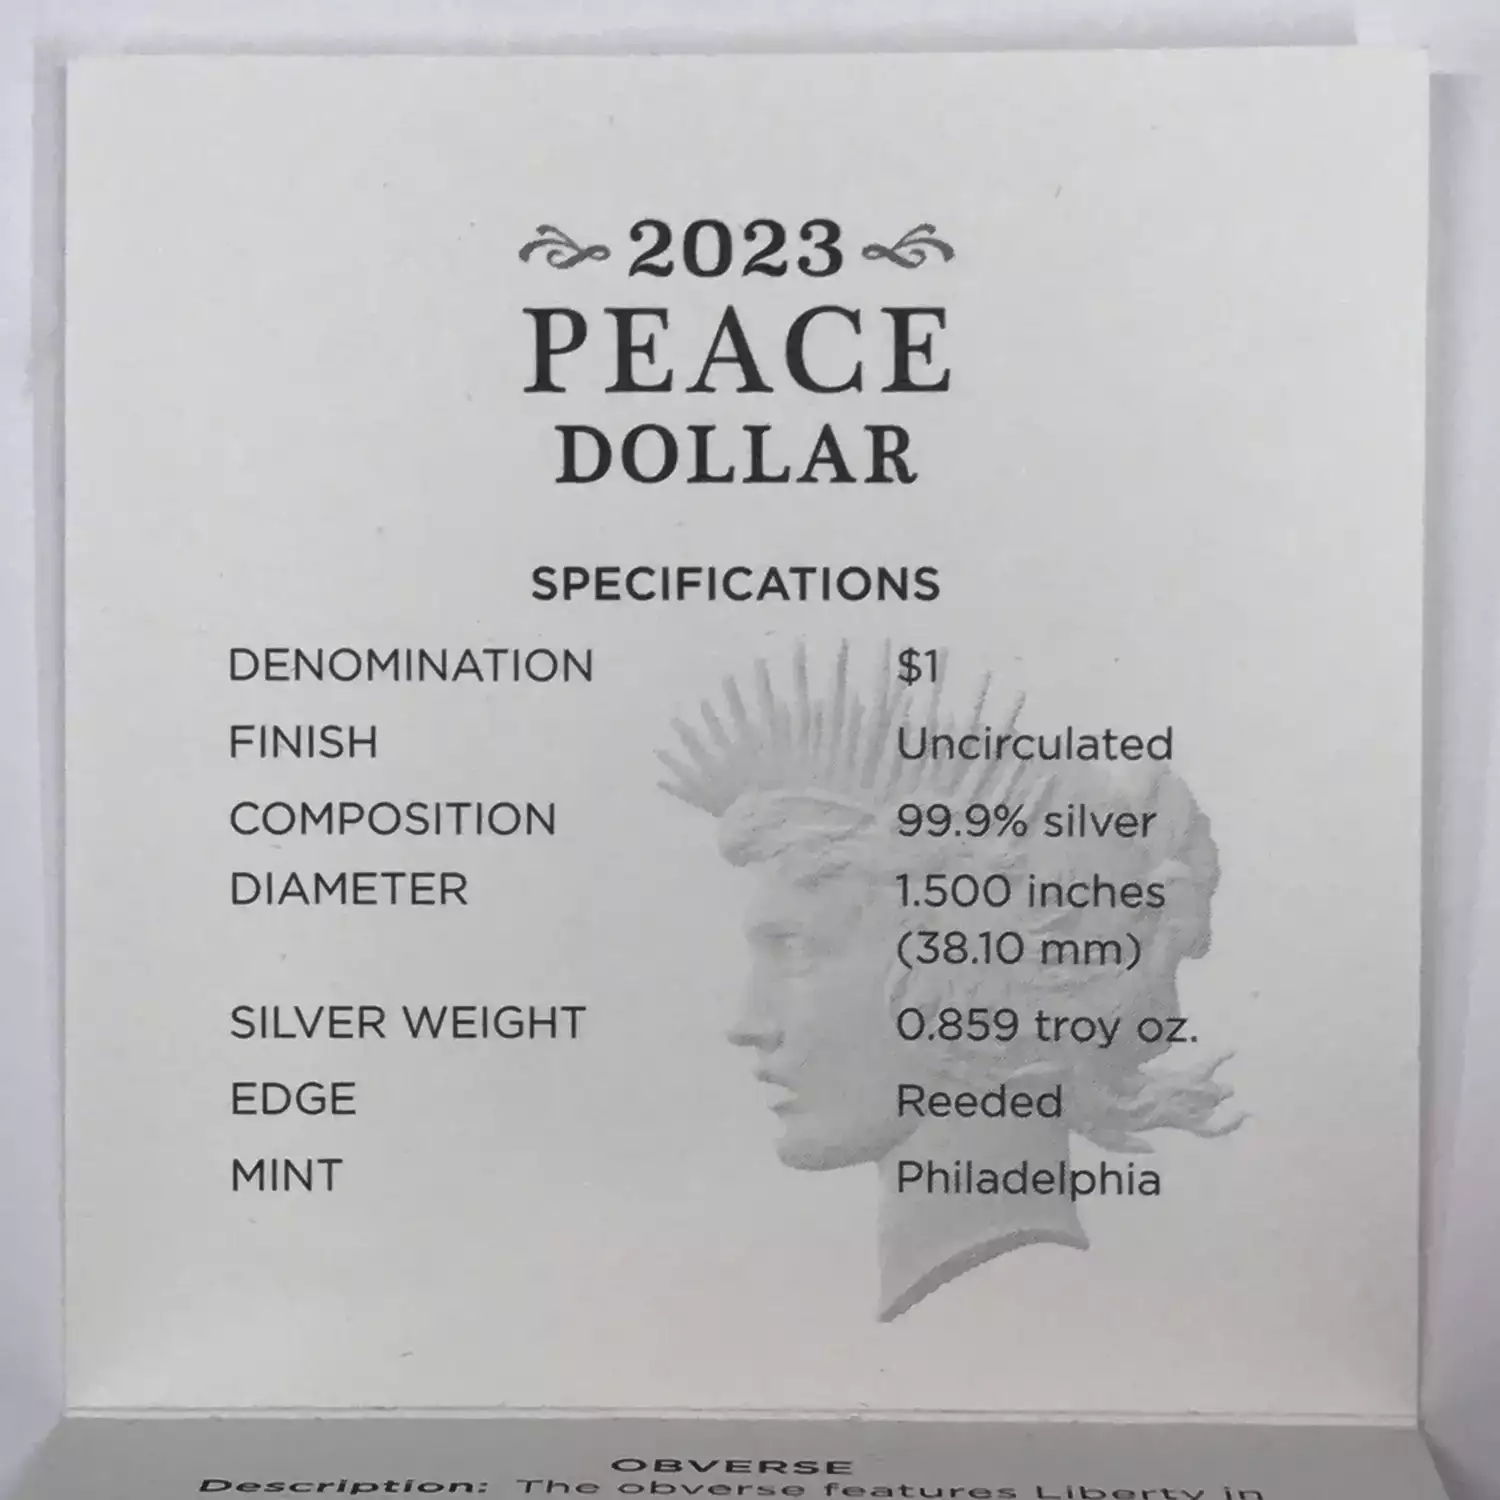 2023
PEACE
DOLLAR
SPECIFICATIONS
DENOMINATION $1
FINISH Uncirculated
COMPOSITION 99.9% silver
DIAMETER 1.500 inches
(38.10 mm)
SILVER WEIGHT 0.859 troy oz.
EDGE Reeded
MINT Philadelphia
OBVERSE
Description: The obverse features Liberty in